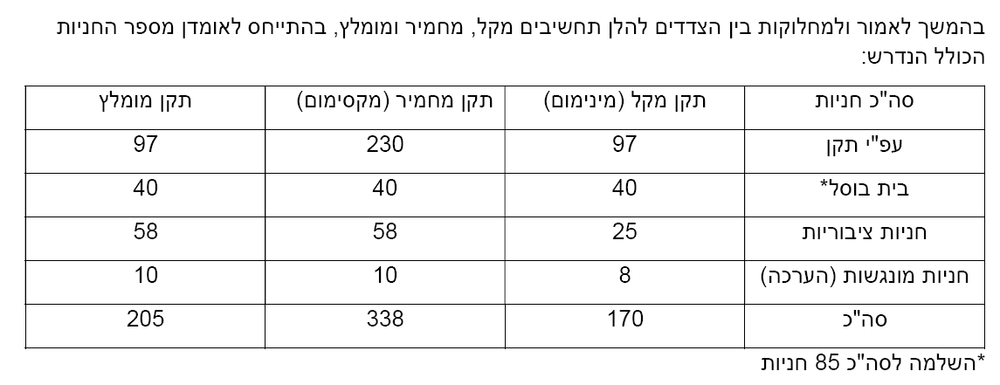 בהמשך לאמור ולמחלוקות בין הצדדים להלן תחשיבים מקל, מחמיר ומומלץ, בהתייחס לאומדן מספר החניות
הכולל הנדרש:
סה"כ חניות תקן מקל (מינימום) תקן מחמיר (מקסימום) תקן מומלץ
עפ"י תקן 97 230 97
בית בוסל* 40 40 40
חניות ציבוריות 25 58 58
חניות מונגשות (הערכה) 8 10 10
סה"כ 170 338 205
*השלמה לסה"כ 85 חניות